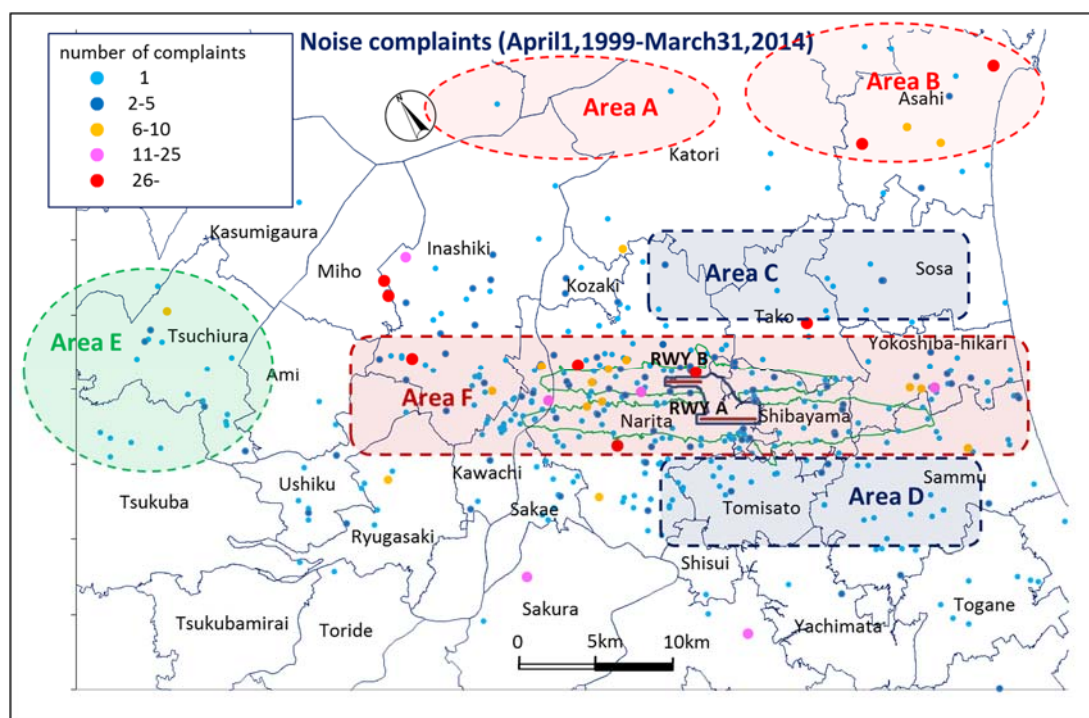 Noise complaints (April1,1999-March31,2014)
number of complaints
1
2-5
6-10
11-25
26-
N
Area A
Area B
Asahi
Katori
Kasumigaura
Inashiki
Miho
Kozaki
Area C
Sosa
Tako
Tsuchiura
Area E
Ami
Yokoshiba-hikari
RWY B
Area F
RWY A
Narita
Shibayama
Kawachi
Ushiku
Tsukuba
Sakae
Tomisato
Area D
Sammu
Ryugasaki
Shisui
Sakura
Togane
Tsukubamirai
Toride
Yachimata
0 5km 10km